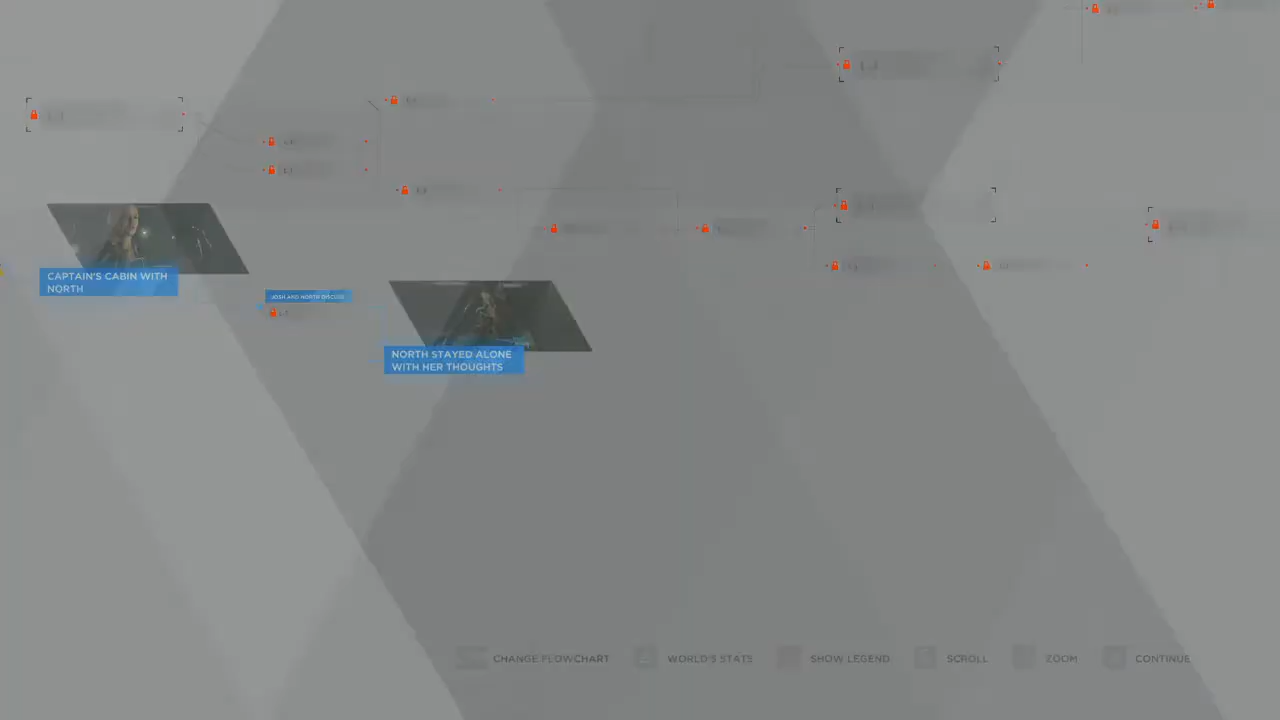 CAPTAIN'S CABIN WITH
NORTH
JOSH AND NORTH DISCUSS
NORTH STAYED ALONE
WITH HER THOUGHTS
CHANGE FLOWCHART
WORLD'S STATS
SHOW LEGEND
SCROLL
ZOOM
CONTINUE